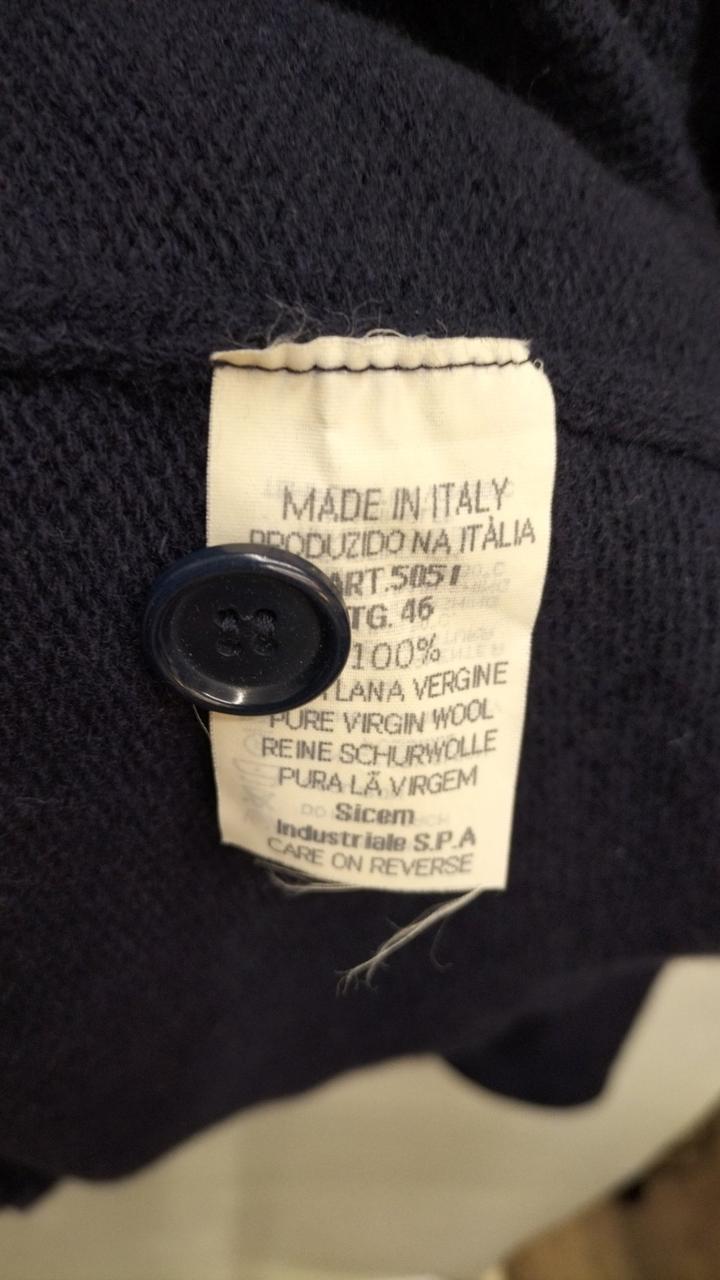 MADE IN ITALY
PRODUZIDO NA ITÀLIA
ART.5051
TG. 46
100%
LANA VERGINE
PURE VIRGIN WOOL
REINE SCHURWOLLE
PURA LÃ VIRGEM
Sicem
Industriale S.P.A
CARE ON REVERSE